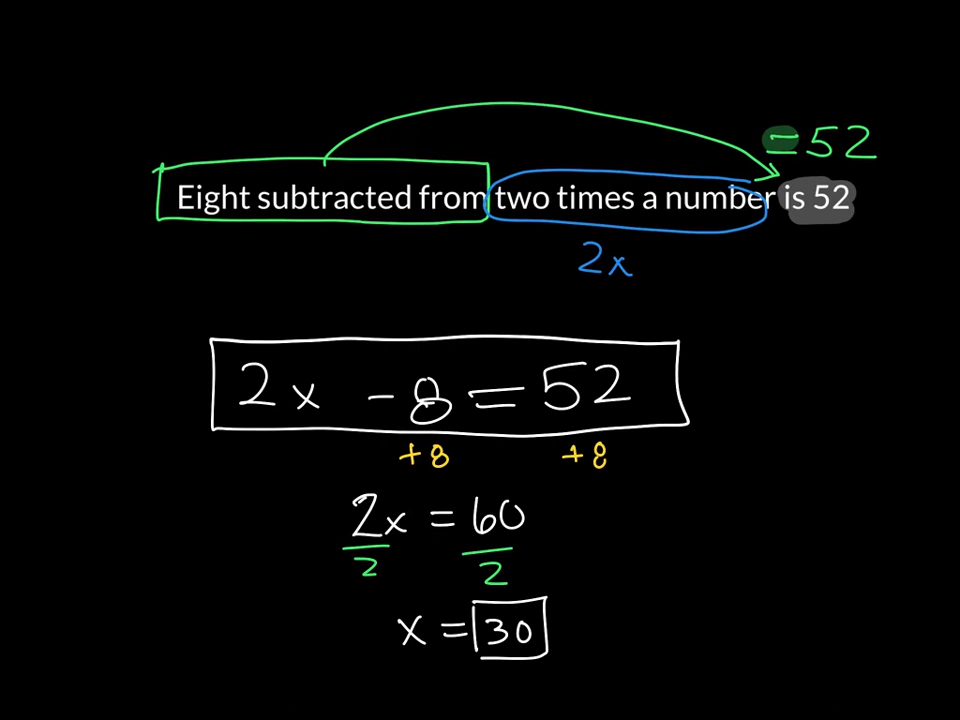 = 52
Eight subtracted from two times a number is 52
2x
2x - 8 = 52
+8 +8
2x = 60
2 2
x = 30